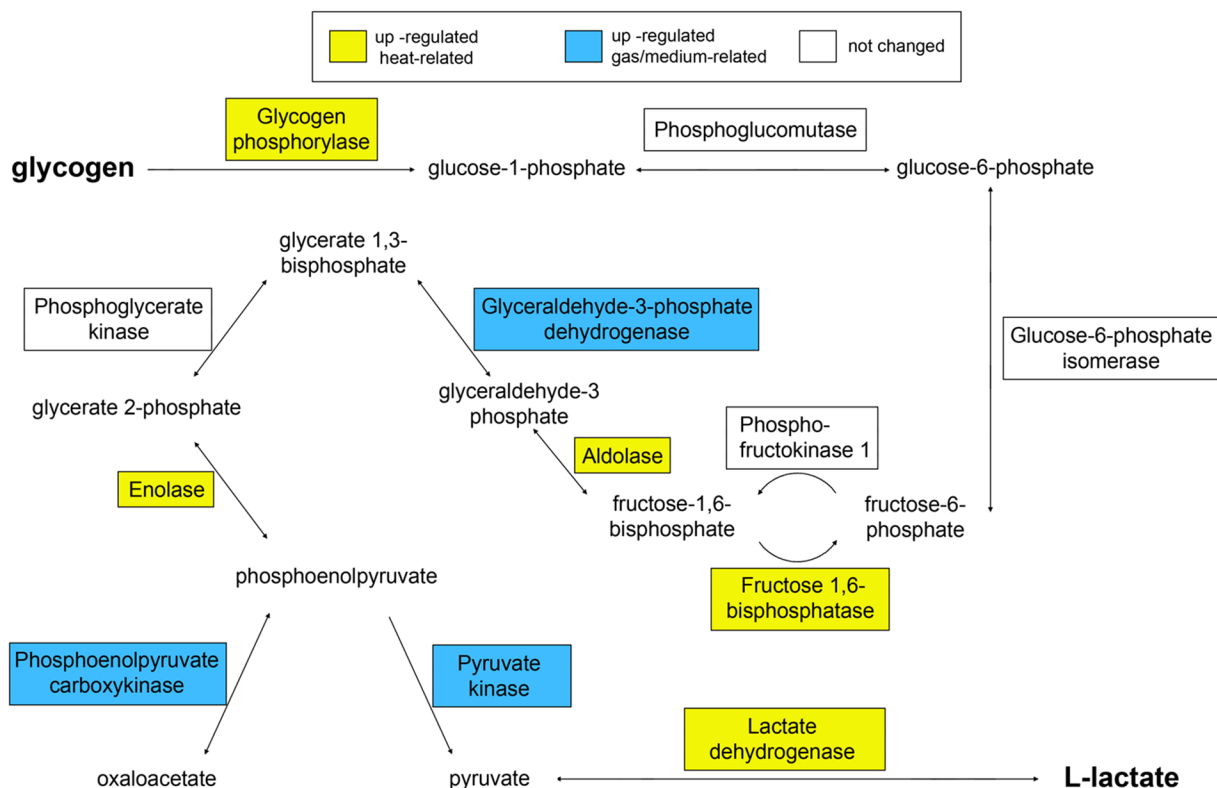 up -regulated
heat-related
up -regulated
gas/medium-related
not changed
Glycogen
phosphorylase
Phosphoglucomutase
glycogen
glucose-1-phosphate
glucose-6-phosphate
glycerate 1,3-
bisphosphate
Phosphoglycerate
kinase
Glyceraldehyde-3-phosphate
dehydrogenase
Glucose-6-phosphate
isomerase
glycerate 2-phosphate
glyceraldehyde-3
phosphate
Phospho-
fructokinase 1
Aldolase
Enolase
fructose-1,6-
bisphosphate
fructose-6-
phosphate
phosphoenolpyruvate
Fructose 1,6-
bisphosphatase
Phosphoenolpyruvate
carboxykinase
Pyruvate
kinase
Lactate
dehydrogenase
oxaloacetate
pyruvate
L-lactate